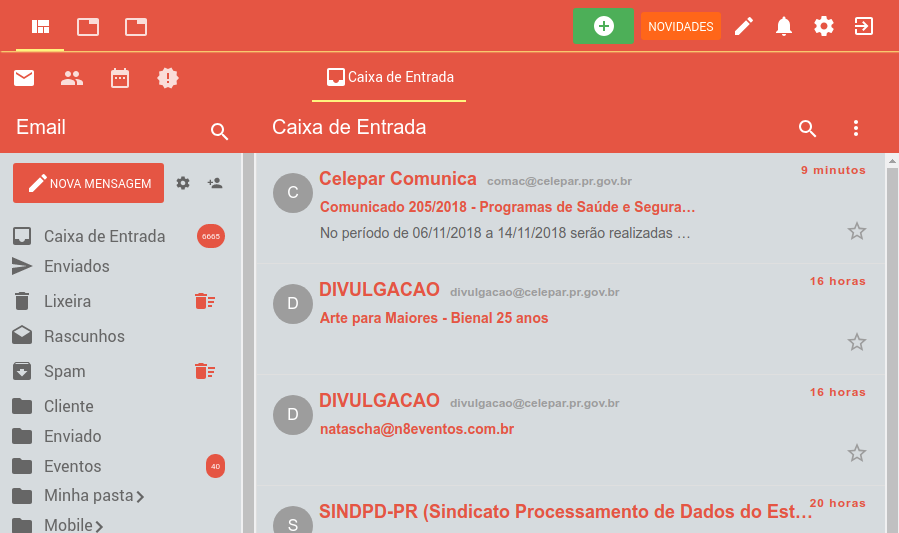 NOVIDADES
Caixa de Entrada
Email
Caixa de Entrada
NOVA MENSAGEM
Caixa de Entrada 6665
Enviados
Lixeira
Rascunhos
Spam
Cliente
Enviado
Eventos 40
Minha pasta
Mobile
C
Celepar Comunica comac@celepar.pr.gov.br 9 minutos
Comunicado 205/2018 - Programas de Saúde e Segura...
No período de 06/11/2018 a 14/11/2018 serão realizadas ...
D
DIVULGACAO divulgacao@celepar.pr.gov.br 16 horas
Arte para Maiores - Bienal 25 anos
D
DIVULGACAO divulgacao@celepar.pr.gov.br 16 horas
natascha@n8eventos.com.br
S
SINDPD-PR (Sindicato Processamento de Dados do Est... 20 horas